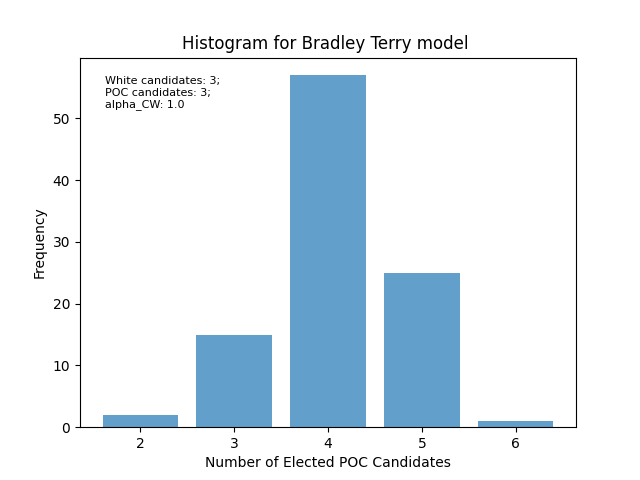 Histogram for Bradley Terry model
White candidates: 3;
POC candidates: 3;
alpha_CW: 1.0
50
40
30
20
10
0
Frequency
2 3 4 5 6
Number of Elected POC Candidates